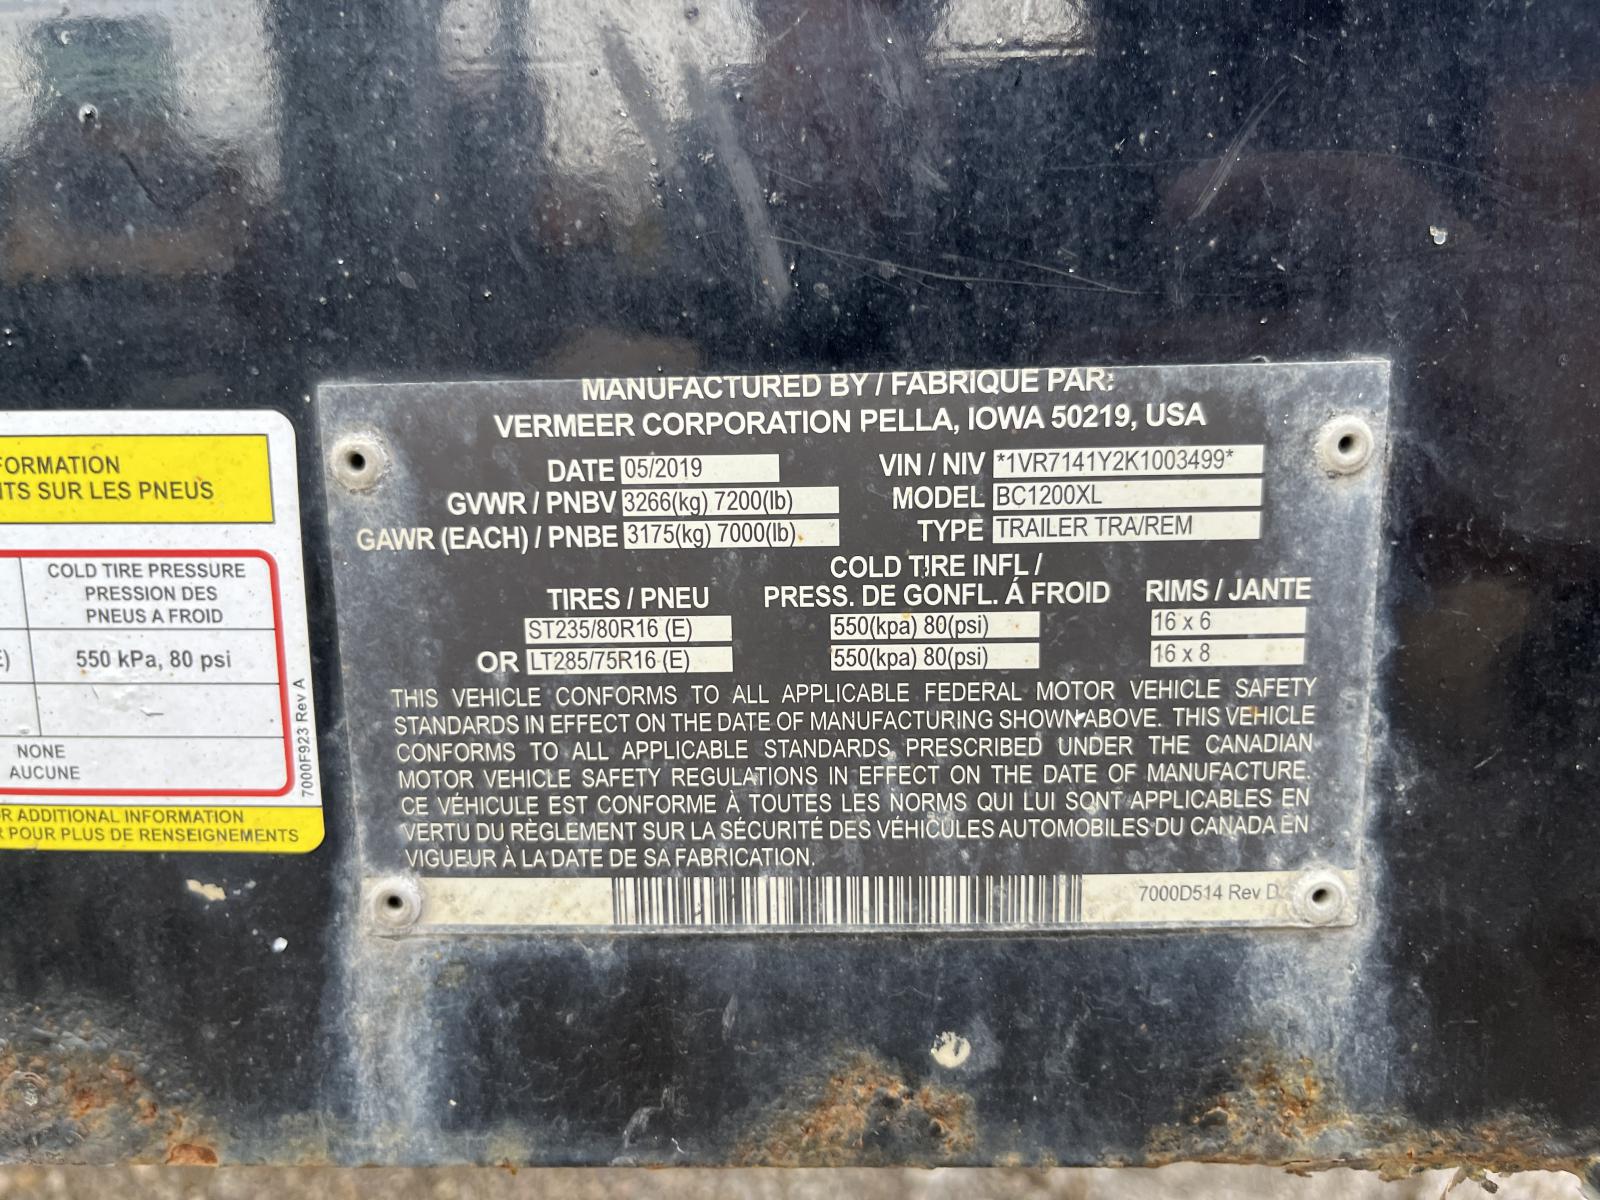 MANUFACTURED BY / FABRIQUE PAR:
VERMEER CORPORATION PELLA, IOWA 50219, USA
DATE 05/2019 VIN / NIV *1VR7141Y2K1003499*
GVWR / PNBV 3266(kg) 7200(lb) MODEL BC1200XL
GAWR (EACH) / PNBE 3175(kg) 7000(lb) TYPE TRAILER TRA/REM
COLD TIRE INFL /
TIRES / PNEU PRESS. DE GONFL. Á FROID RIMS / JANTE
ST235/80R16 (E) 550(kpa) 80(psi) 16 x 6
OR LT285/75R16 (E) 550(kpa) 80(psi) 16 x 8
THIS VEHICLE CONFORMS TO ALL APPLICABLE FEDERAL MOTOR VEHICLE SAFETY
STANDARDS IN EFFECT ON THE DATE OF MANUFACTURING SHOWN ABOVE. THIS VEHICLE
CONFORMS TO ALL APPLICABLE STANDARDS PRESCRIBED UNDER THE CANADIAN
MOTOR VEHICLE SAFETY REGULATIONS IN EFFECT ON THE DATE OF MANUFACTURE.
CE VÉHICULE EST CONFORME À TOUTES LES NORMS QUI LUI SONT APPLICABLES EN
VERTU DU RÈGLEMENT SUR LA SÉCURITÉ DES VÉHICULES AUTOMOBILES DU CANADA EN
VIGUEUR À LA DATE DE SA FABRICATION.
7000D514 Rev D
FORMATION
NTS SUR LES PNEUS
COLD TIRE PRESSURE
PRESSION DES
PNEUS A FROID
E) 550 kPa, 80 psi
—
NONE
AUCUNE
7000F923 Rev A
R ADDITIONAL INFORMATION
R POUR PLUS DE RENSEIGNEMENTS